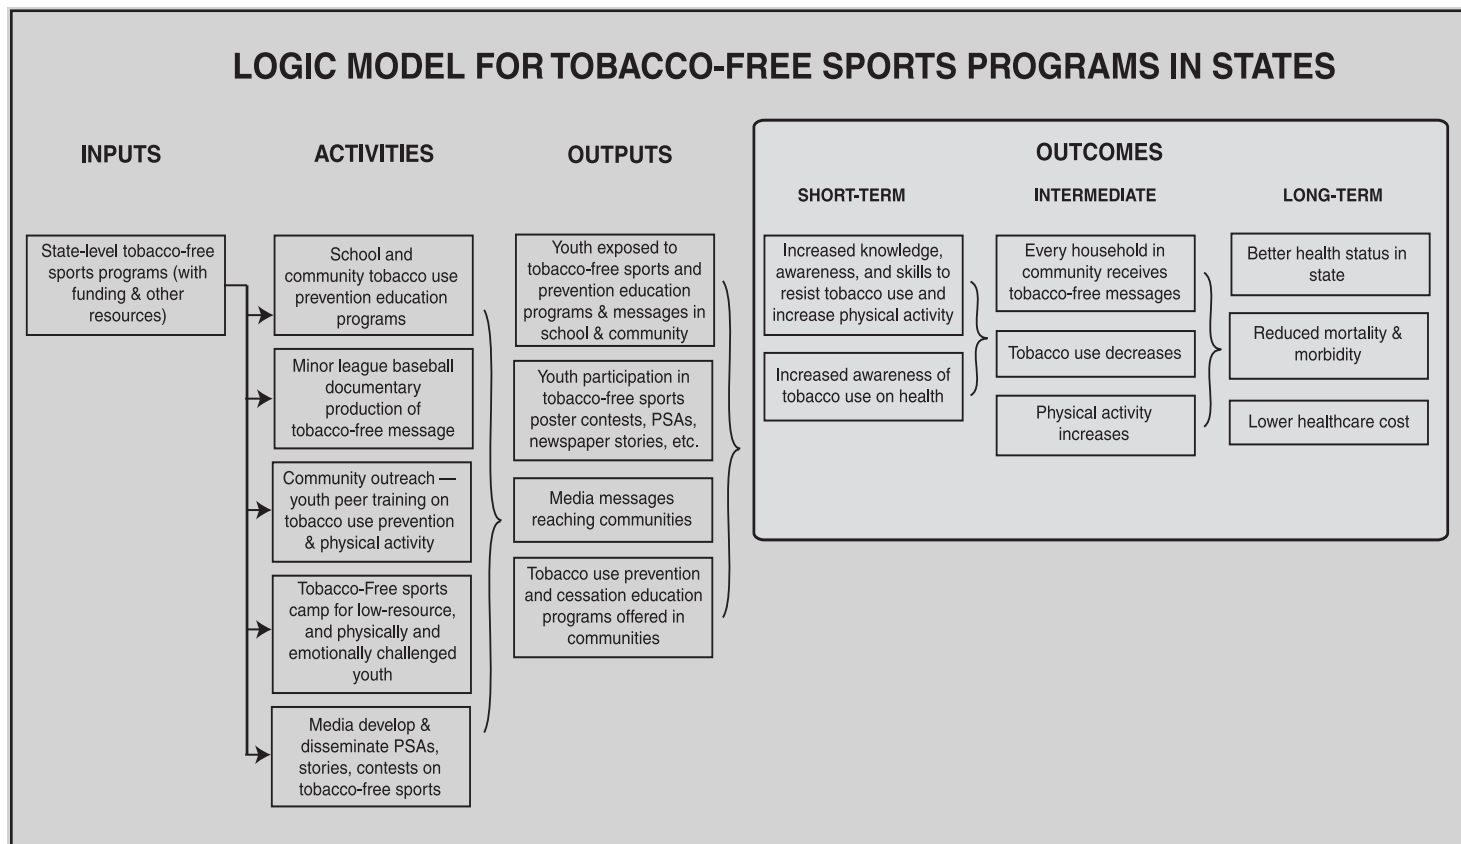 LOGIC MODEL FOR TOBACCO-FREE SPORTS PROGRAMS IN STATES
INPUTS
State-level tobacco-free
sports programs (with
funding & other
resources)
ACTIVITIES
School and
community tobacco use
prevention education
programs
Minor league baseball
documentary
production of
tobacco-free message
Community outreach —
youth peer training on
tobacco use prevention
& physical activity
Tobacco-Free sports
camp for low-resource,
and physically and
emotionally challenged
youth
Media develop &
disseminate PSAs,
stories, contests on
tobacco-free sports
OUTPUTS
Youth exposed to
tobacco-free sports and
prevention education
programs & messages in
school & community
Youth participation in
tobacco-free sports
poster contests, PSAs,
newspaper stories, etc.
Media messages
reaching communities
Tobacco use prevention
and cessation education
programs offered in
communities
OUTCOMES
SHORT-TERM
Increased knowledge,
awareness, and skills to
resist tobacco use and
increase physical activity
Increased awareness of
tobacco use on health
INTERMEDIATE
Every household in
community receives
tobacco-free messages
Tobacco use decreases
Physical activity
increases
LONG-TERM
Better health status in
state
Reduced mortality &
morbidity
Lower healthcare cost